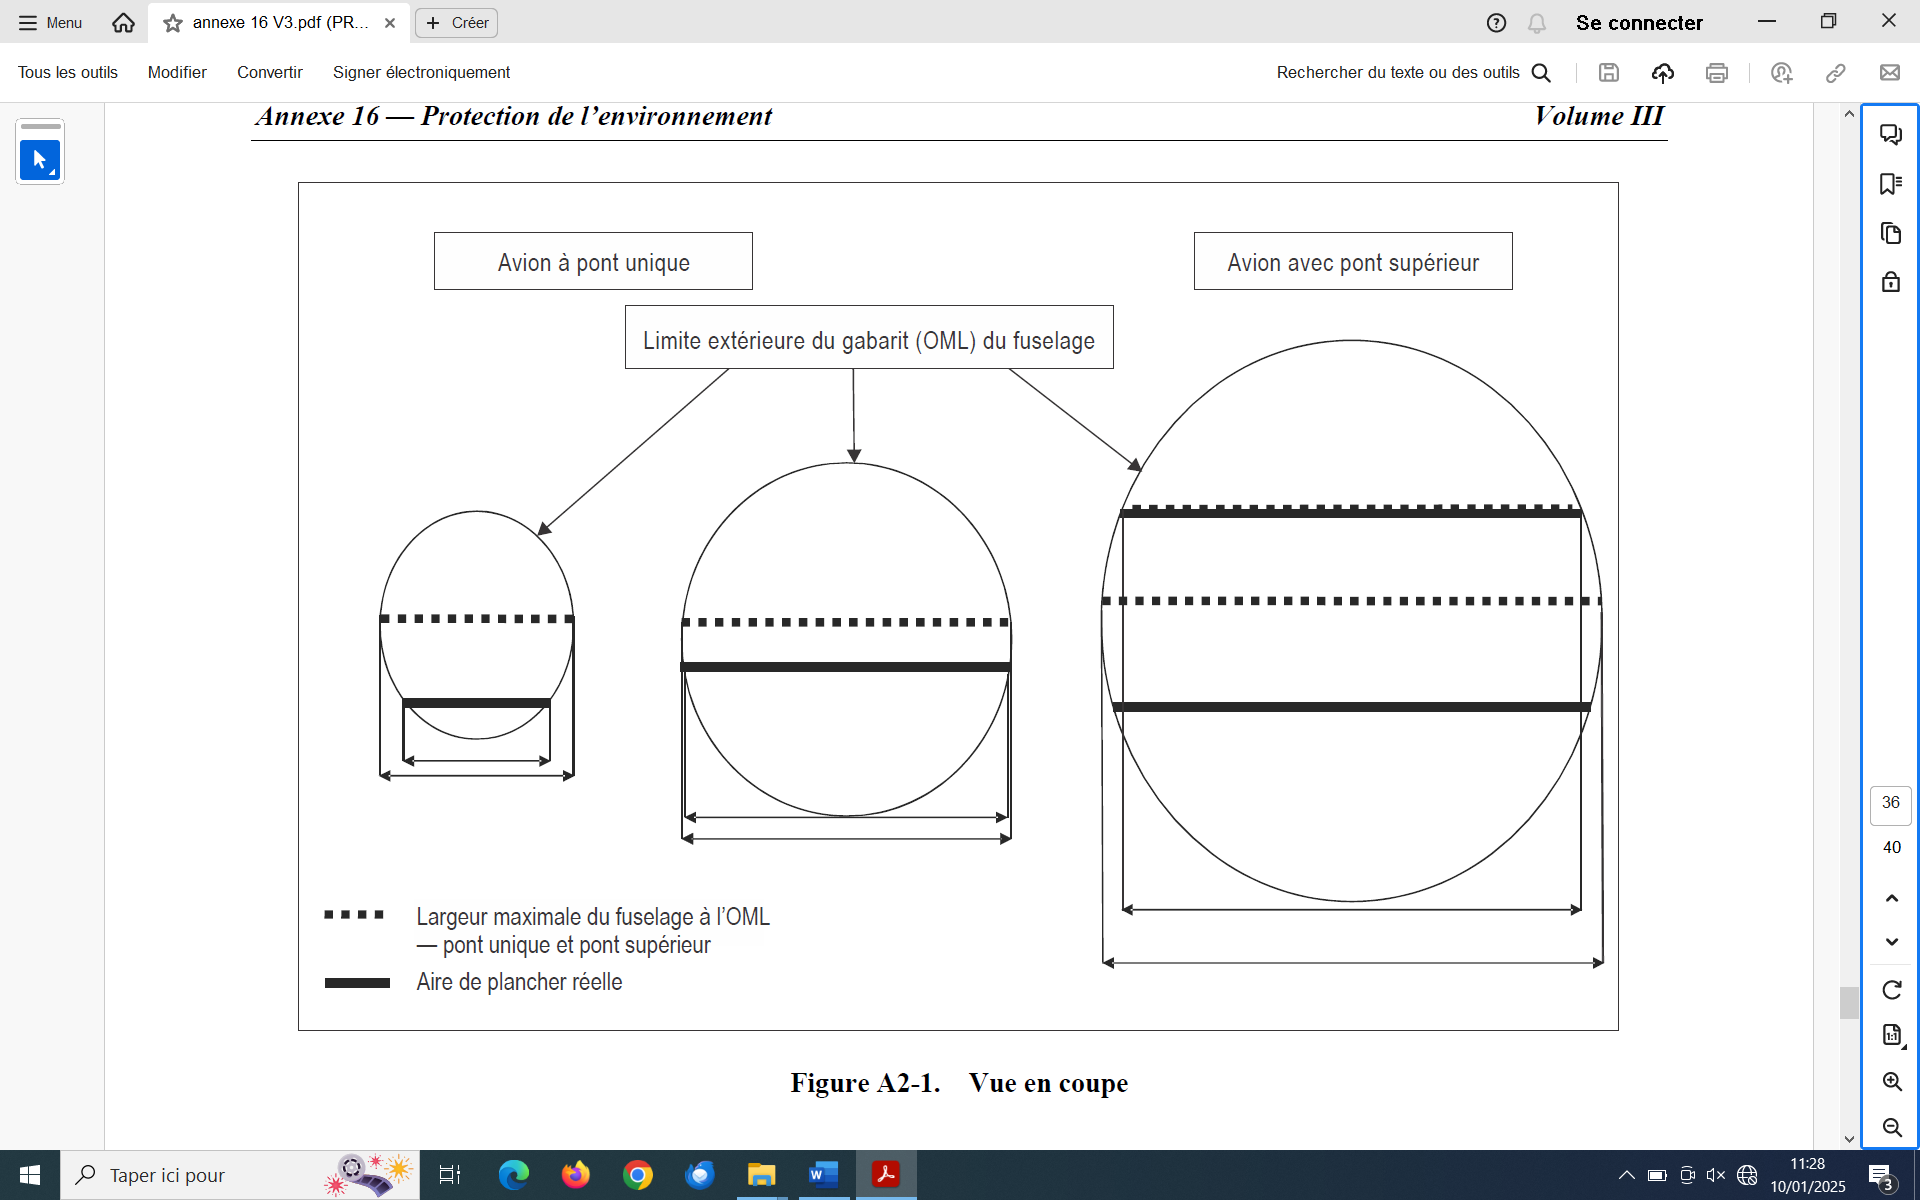 Menu
annexe 16 V3.pdf (PR...
Créer
Se connecter
Tous les outils
Modifier
Convertir
Signer électroniquement
Rechercher du texte ou des outils
Annexe 16 — Protection de l’environnement
Volume III
Avion à pont unique
Avion avec pont supérieur
Limite extérieure du gabarit (OML) du fuselage
Largeur maximale du fuselage à l’OML
— pont unique et pont supérieur
Aire de plancher réelle
Figure A2-1. Vue en coupe
36
40
1:1
Taper ici pour
11:28
10/01/2025
3